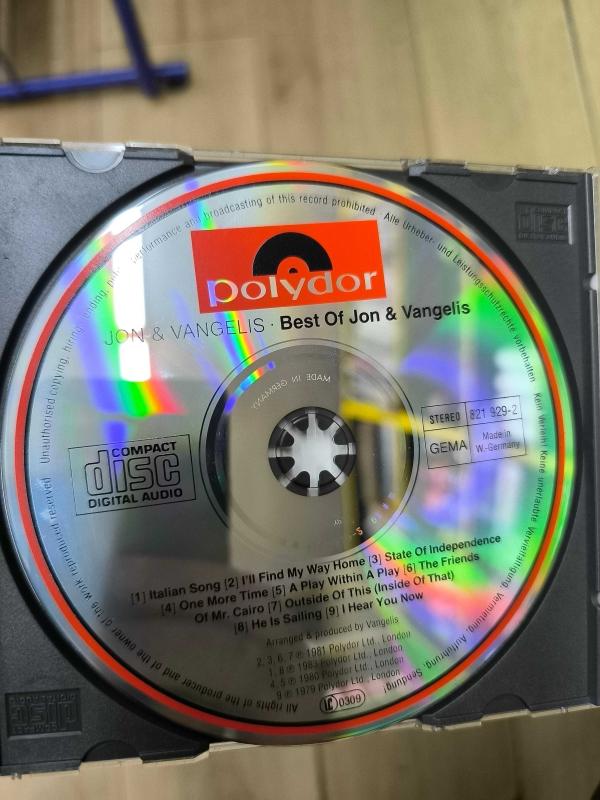 Unauthorised copying, hiring, lending, public performance and broadcasting of this record prohibited · Alle Urheber- und Leistungsschutzrechte vorbehalten · Kein Verleih! Keine unerlaubte Vervielfältigung, Vermietung, Aufführung, Sendung!
polydor
JON & VANGELIS · Best Of Jon & Vangelis
MADE IN GERMANY
STEREO 821 929-2
GEMA Made in
W.-Germany
COMPACT
disc
DIGITAL AUDIO
[1] Italian Song [2] I'll Find My Way Home [3] State Of Independence
[4] One More Time [5] A Play Within A Play [6] The Friends
Of Mr. Cairo [7] Outside Of This (Inside Of That)
[8] He Is Sailing [9] I Hear You Now
Arranged & produced by Vangelis
2, 3, 6, 7 ℗ 1981 Polydor Ltd., London
1, 8 ℗ 1983 Polydor Ltd., London
4, 5 ℗ 1980 Polydor Ltd., London
9 ℗ 1979 Polydor Ltd., London
LC 0309
All rights of the producer and of the owner of the work reproduced reserved
COMPACT
disc
DIGITAL AUDIO